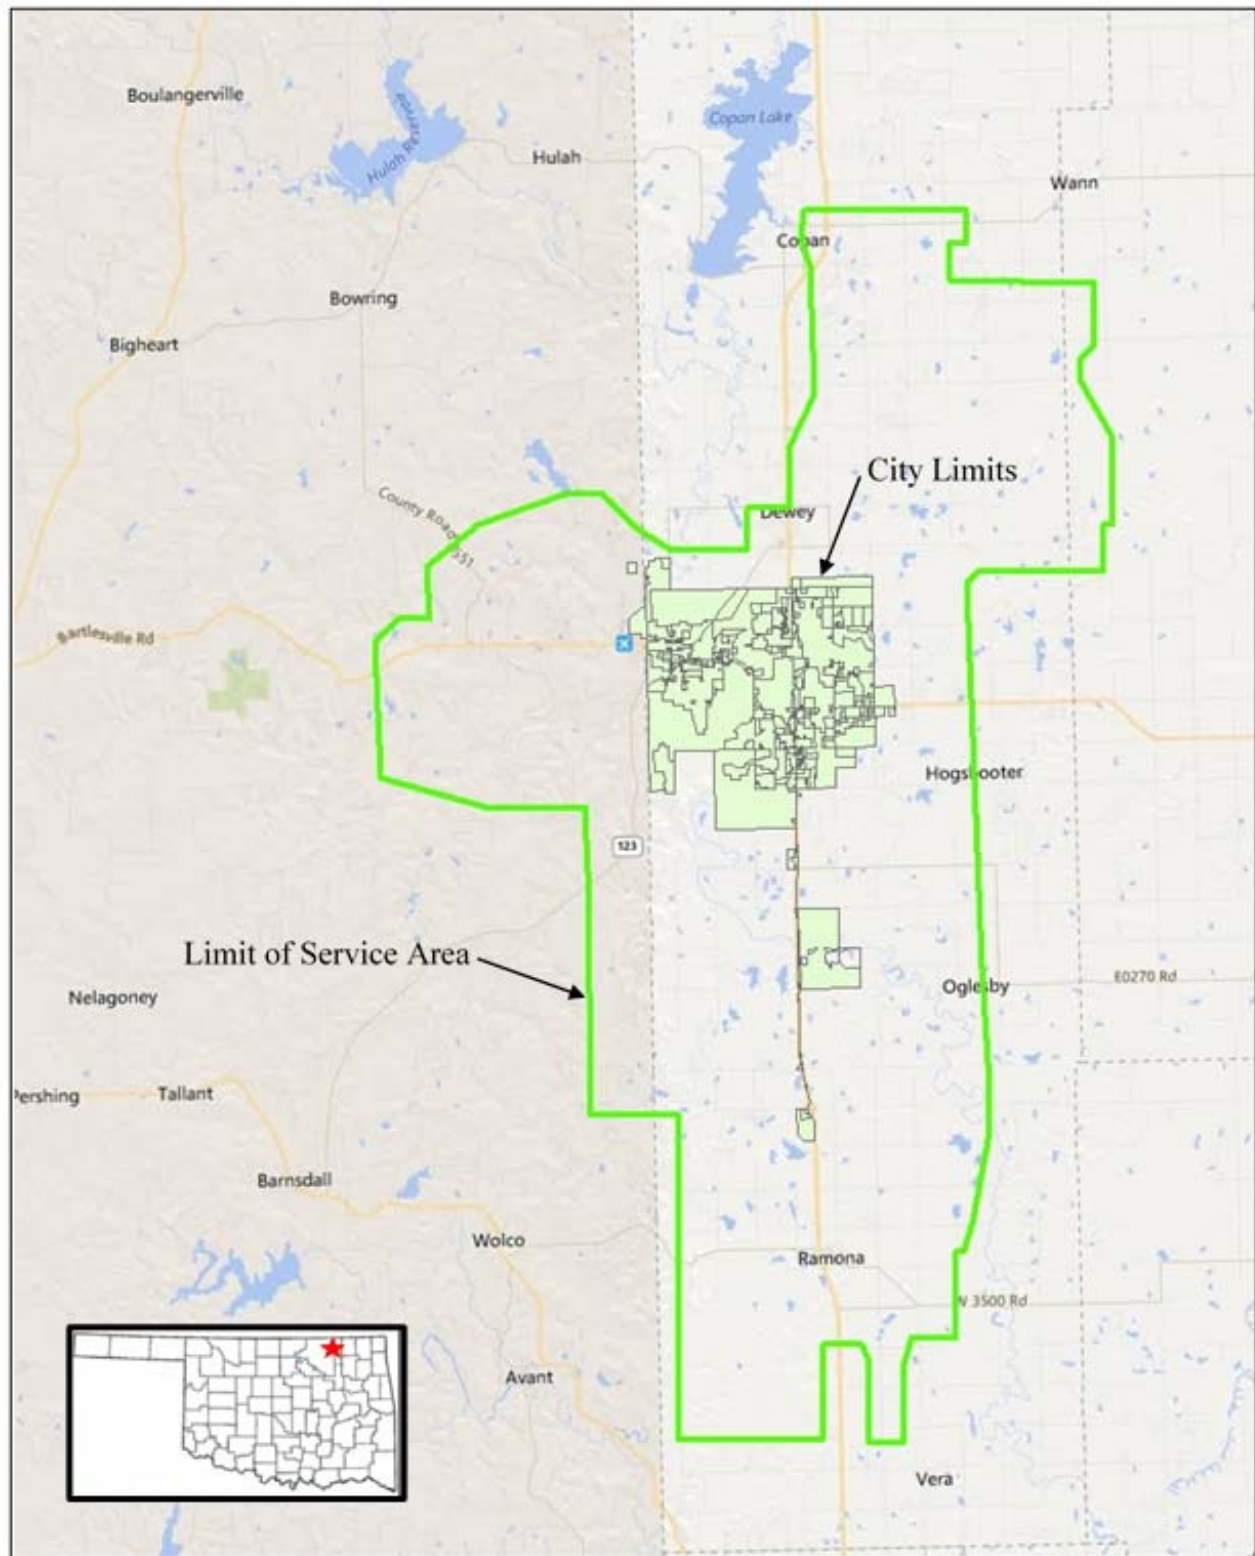 Boulangerville
Hulah Reservoir
Copan Lake
Hulah
Wann
Copan
Bowring
Bigheart
City Limits
County Road 551
Dewey
Bartlesville Rd
Hogshooter
123
Limit of Service Area
Oglesby
E0270 Rd
Nelagoney
Pershing
Tallant
Barnsdall
Wolco
Ramona
W 3500 Rd
Avant
Vera